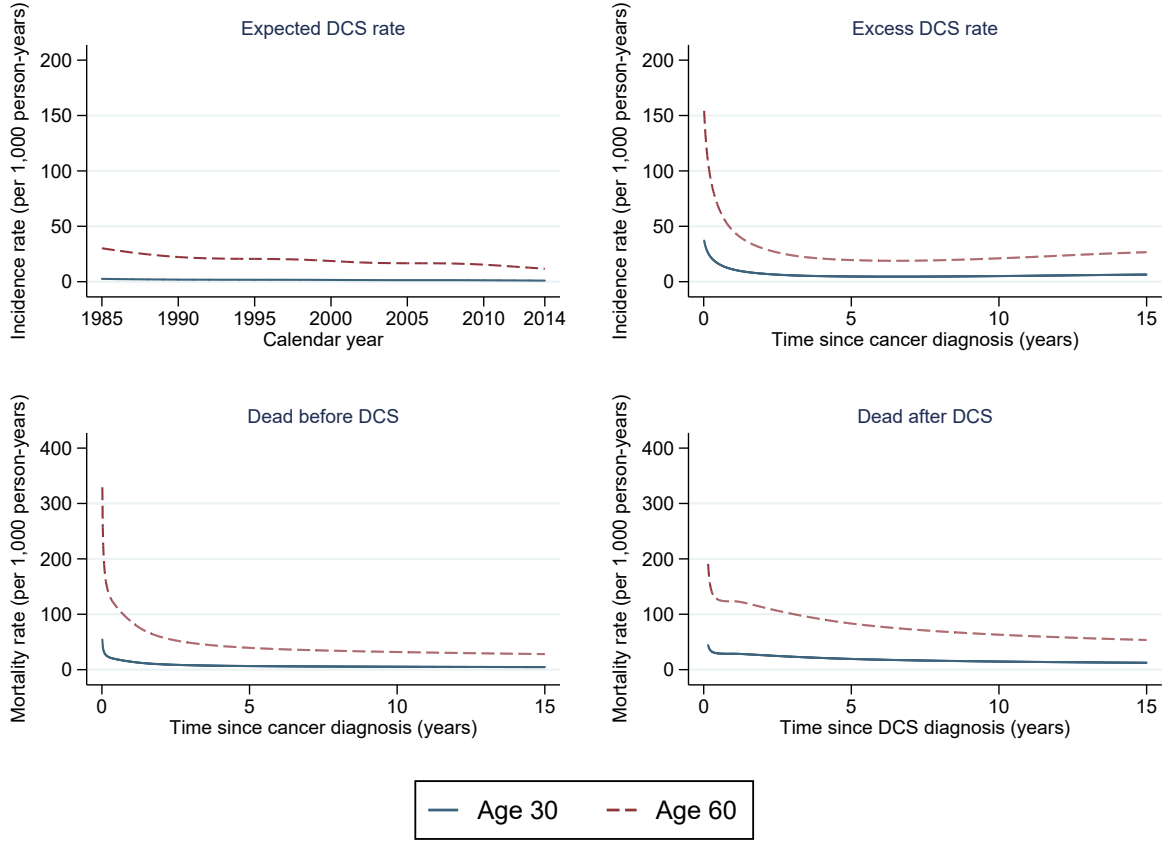 Expected DCS rate
Incidence rate (per 1,000 person-years)
200
150
100
50
0
1985 1990 1995 2000 2005 2010 2014
Calendar year
Excess DCS rate
Incidence rate (per 1,000 person-years)
200
150
100
50
0
0 5 10 15
Time since cancer diagnosis (years)
Dead before DCS
Mortality rate (per 1,000 person-years)
400
300
200
100
0
0 5 10 15
Time since cancer diagnosis (years)
Dead after DCS
Mortality rate (per 1,000 person-years)
400
300
200
100
0
0 5 10 15
Time since DCS diagnosis (years)
Age 30 Age 60